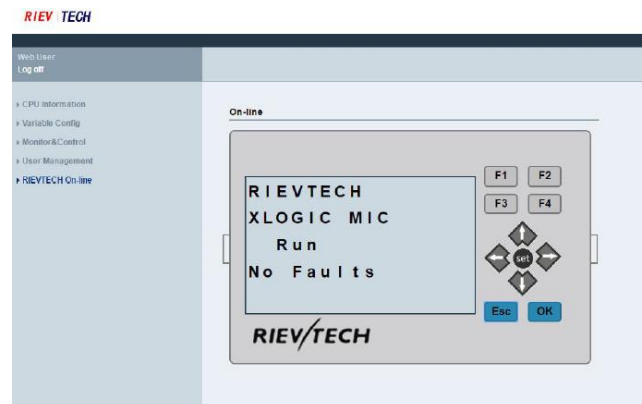 RIEV TECH
Web User
Log off
CPU Information
Variable Config
Monitor&Control
User Management
RIEVTECH On-line
On-line
RIEVTECH
XLOGIC MIC
Run
No Faults
F1 F2
F3 F4
set
Esc OK
RIEV/TECH